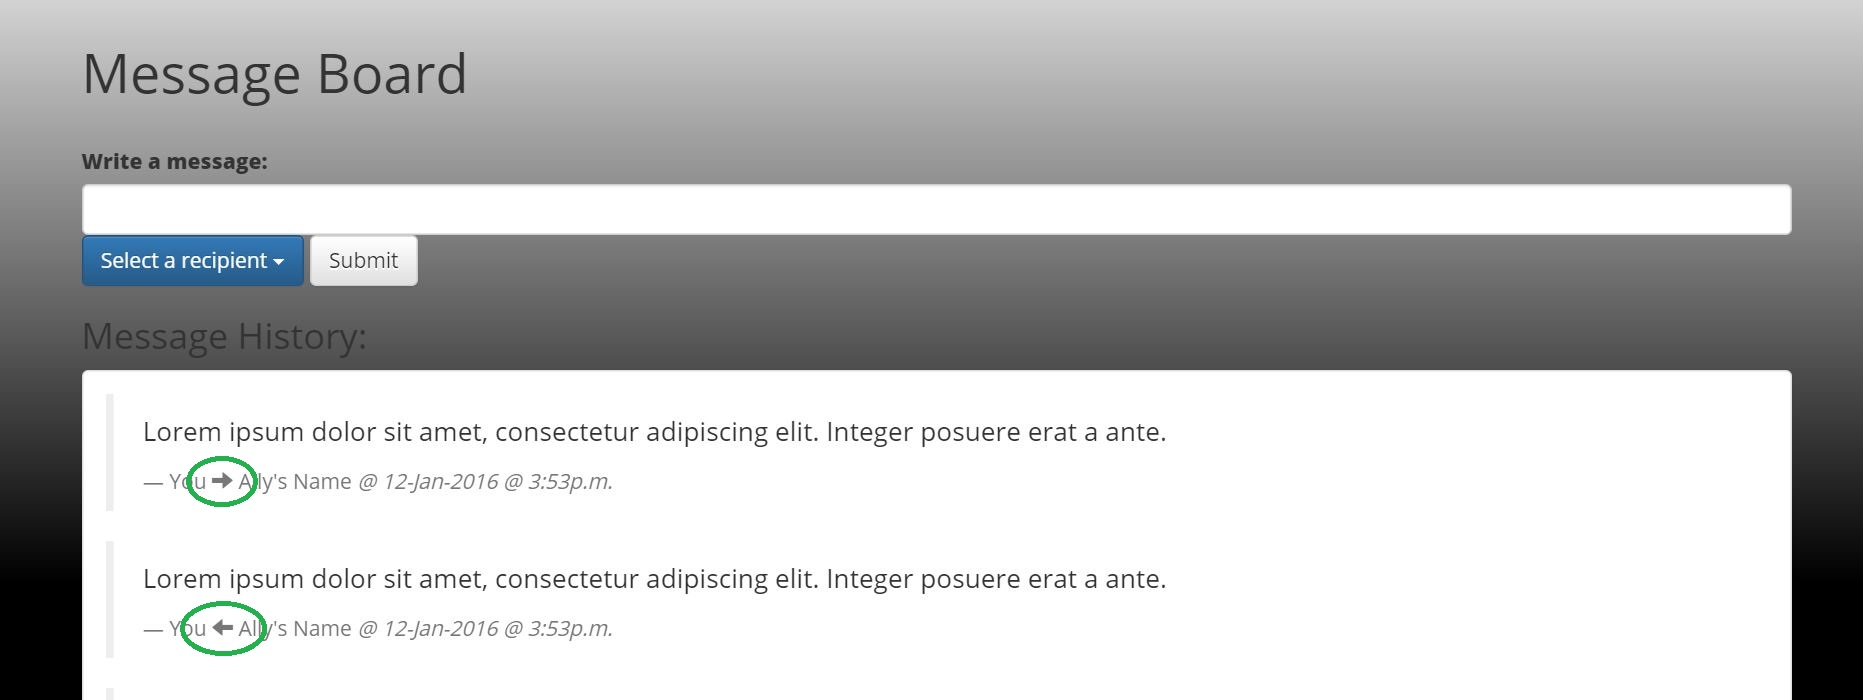 Message Board
Write a message:
Select a recipient Submit
Message History:
Lorem ipsum dolor sit amet, consectetur adipiscing elit. Integer posuere erat a ante.
— You → Ally's Name @ 12-Jan-2016 @ 3:53p.m.
Lorem ipsum dolor sit amet, consectetur adipiscing elit. Integer posuere erat a ante.
— You ← Ally's Name @ 12-Jan-2016 @ 3:53p.m.